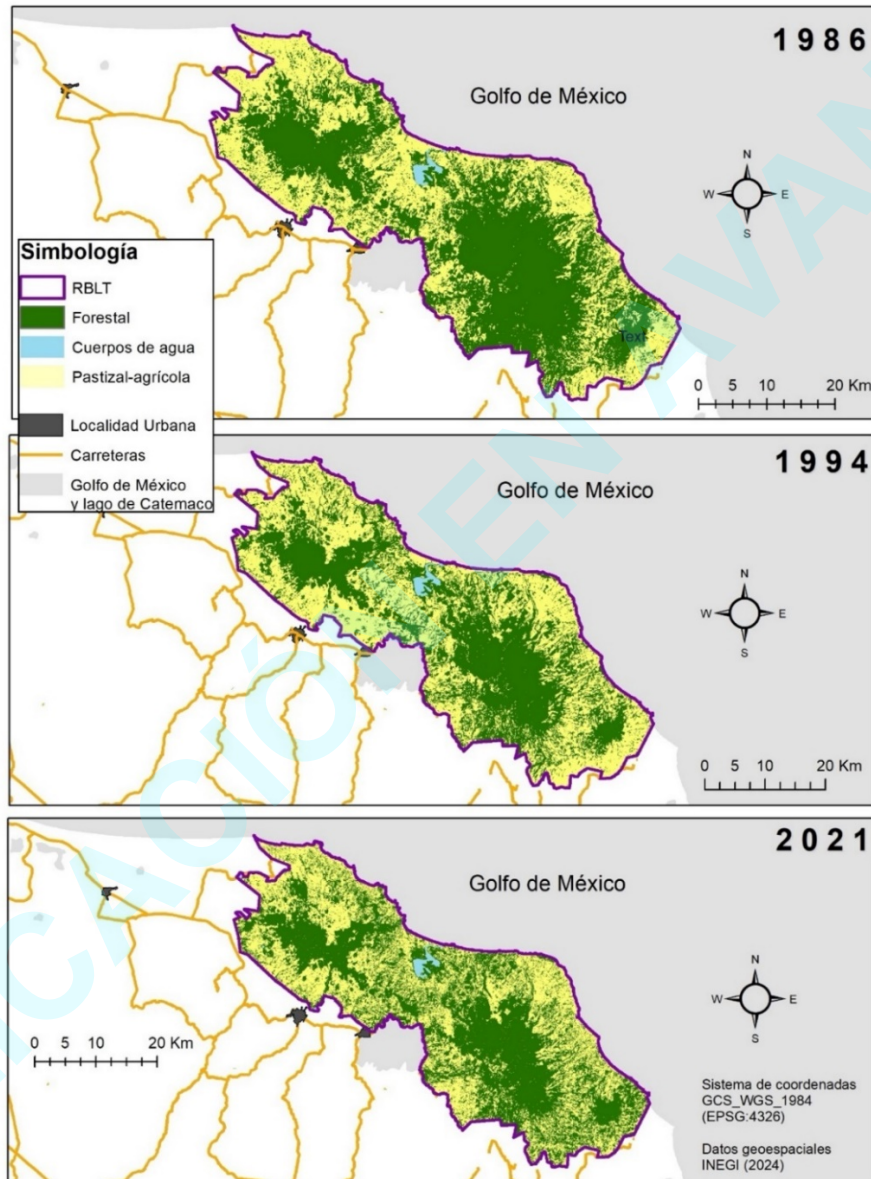 1986
Golfo de México
N
W E
S
Text
0 5 10 20 Km
Simbología
RBLT
Forestal
Cuerpos de agua
Pastizal-agrícola
Localidad Urbana
Carreteras
Golfo de México
y lago de Catemaco
1994
Golfo de México
N
W E
S
0 5 10 20 Km
2021
Golfo de México
N
W E
S
0 5 10 20 Km
Sistema de coordenadas
GCS_WGS_1984
(EPSG:4326)
Datos geoespaciales
INEGI (2024)